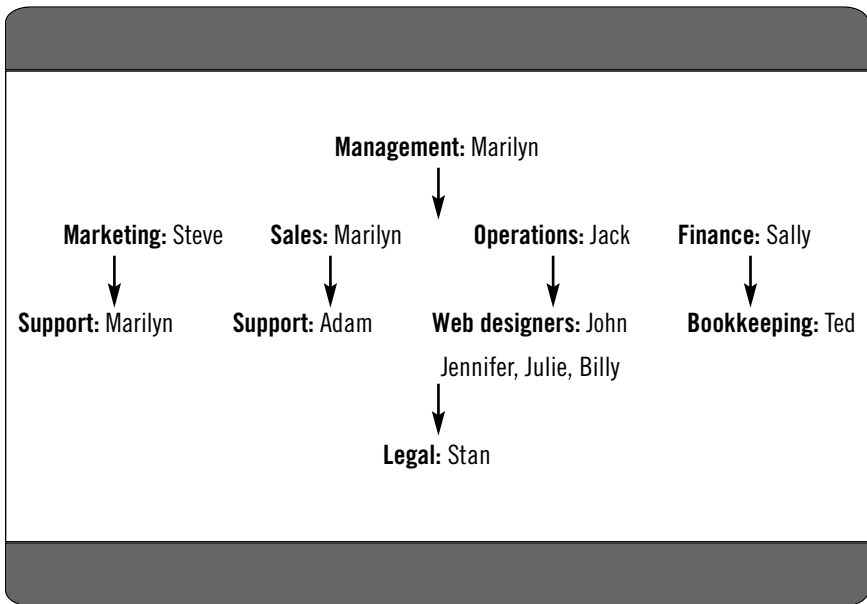 Management: Marilyn
Marketing: Steve
Sales: Marilyn
Operations: Jack
Finance: Sally
Support: Marilyn
Support: Adam
Web designers: John
Bookkeeping: Ted
Jennifer, Julie, Billy
Legal: Stan